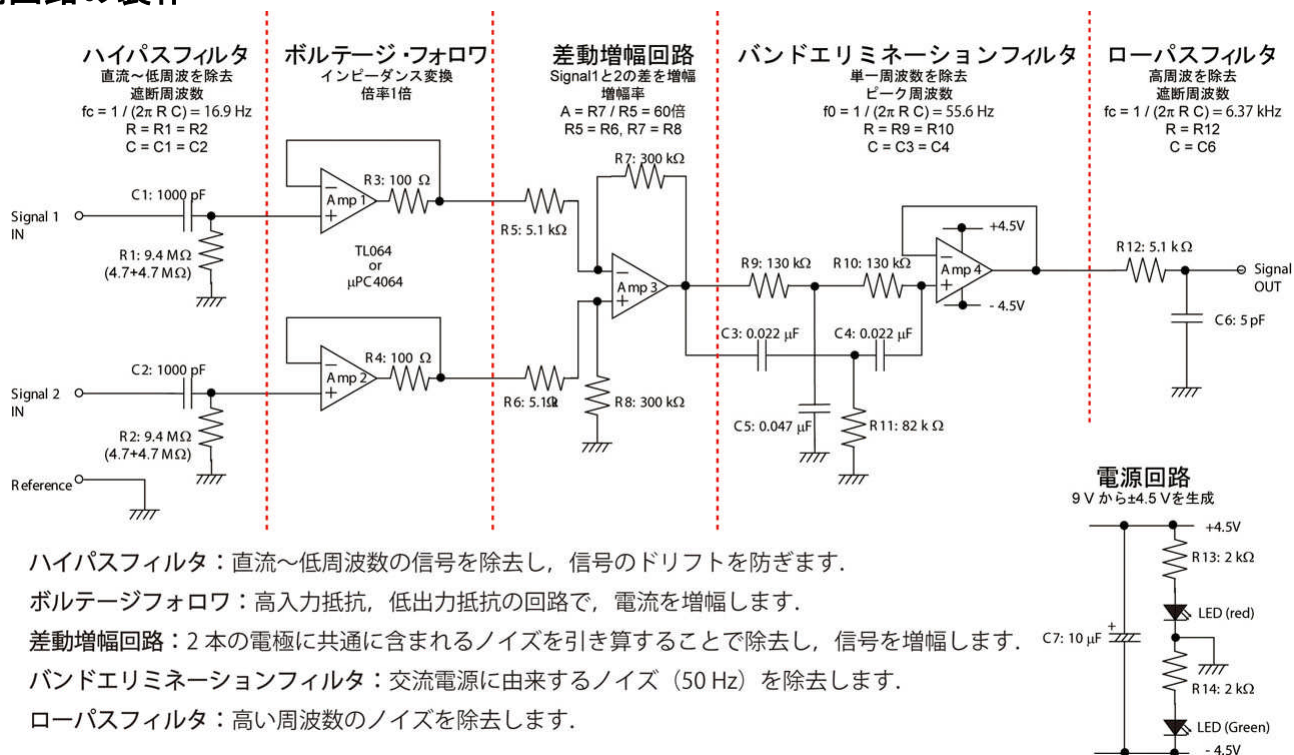 ハイパスフィルタ
直流～低周波を除去
遮断周波数
fc = 1 / (2π R C) = 16.9 Hz
R = R1 = R2
C = C1 = C2
ボルテージ・フォロワ
インピーダンス変換
倍率1倍
差動増幅回路
Signal1と2の差を増幅
増幅率
A = R7 / R5 = 60倍
R5 = R6, R7 = R8
バンドエリミネーションフィルタ
単一周波数を除去
ピーク周波数
f0 = 1 / (2π R C) = 55.6 Hz
R = R9 = R10
C = C3 = C4
ローパスフィルタ
高周波を除去
遮断周波数
fc = 1 / (2π R C) = 6.37 kHz
R = R12
C = C6
Signal 1
IN
C1: 1000 pF
R1: 9.4 MΩ
(4.7+4.7 MΩ)
R3: 100 Ω
Amp 1
TL064
or
μPC4064
R5: 5.1 kΩ
R7: 300 kΩ
Amp 3
R9: 130 kΩ
R10: 130 kΩ
+4.5V
Amp 4
- 4.5V
R12: 5.1 k Ω
Signal
OUT
C6: 5 pF
C3: 0.022 μF
C4: 0.022 μF
Signal 2
IN
C2: 1000 pF
R2: 9.4 MΩ
(4.7+4.7 MΩ)
R4: 100 Ω
Amp 2
R6: 5.1
R8: 300 kΩ
C5: 0.047 μF
R11: 82 k Ω
Reference
電源回路
9 V から±4.5 Vを生成
+4.5V
R13: 2 kΩ
LED (red)
+
C7: 10 μF
R14: 2 kΩ
LED (Green)
- 4.5V
ハイパスフィルタ：直流～低周波数の信号を除去し，信号のドリフトを防ぎます．
ボルテージフォロワ：高入力抵抗，低出力抵抗の回路で，電流を増幅します．
差動増幅回路：2 本の電極に共通に含まれるノイズを引き算することで除去し，信号を増幅します．
バンドエリミネーションフィルタ：交流電源に由来するノイズ（50 Hz）を除去します．
ローパスフィルタ：高い周波数のノイズを除去します．